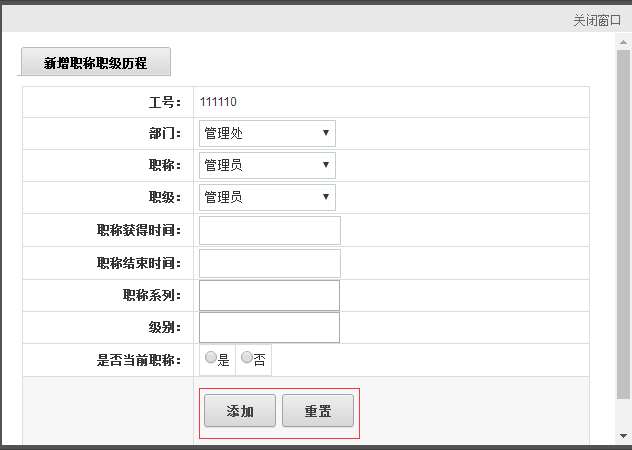 关闭窗口
新增职称职级历程
工号： 111110
部门： 管理处
职称： 管理员
职级： 管理员
职称获得时间：
职称结束时间：
职称系列：
级别：
是否当前职称： 是 否
添加 重置